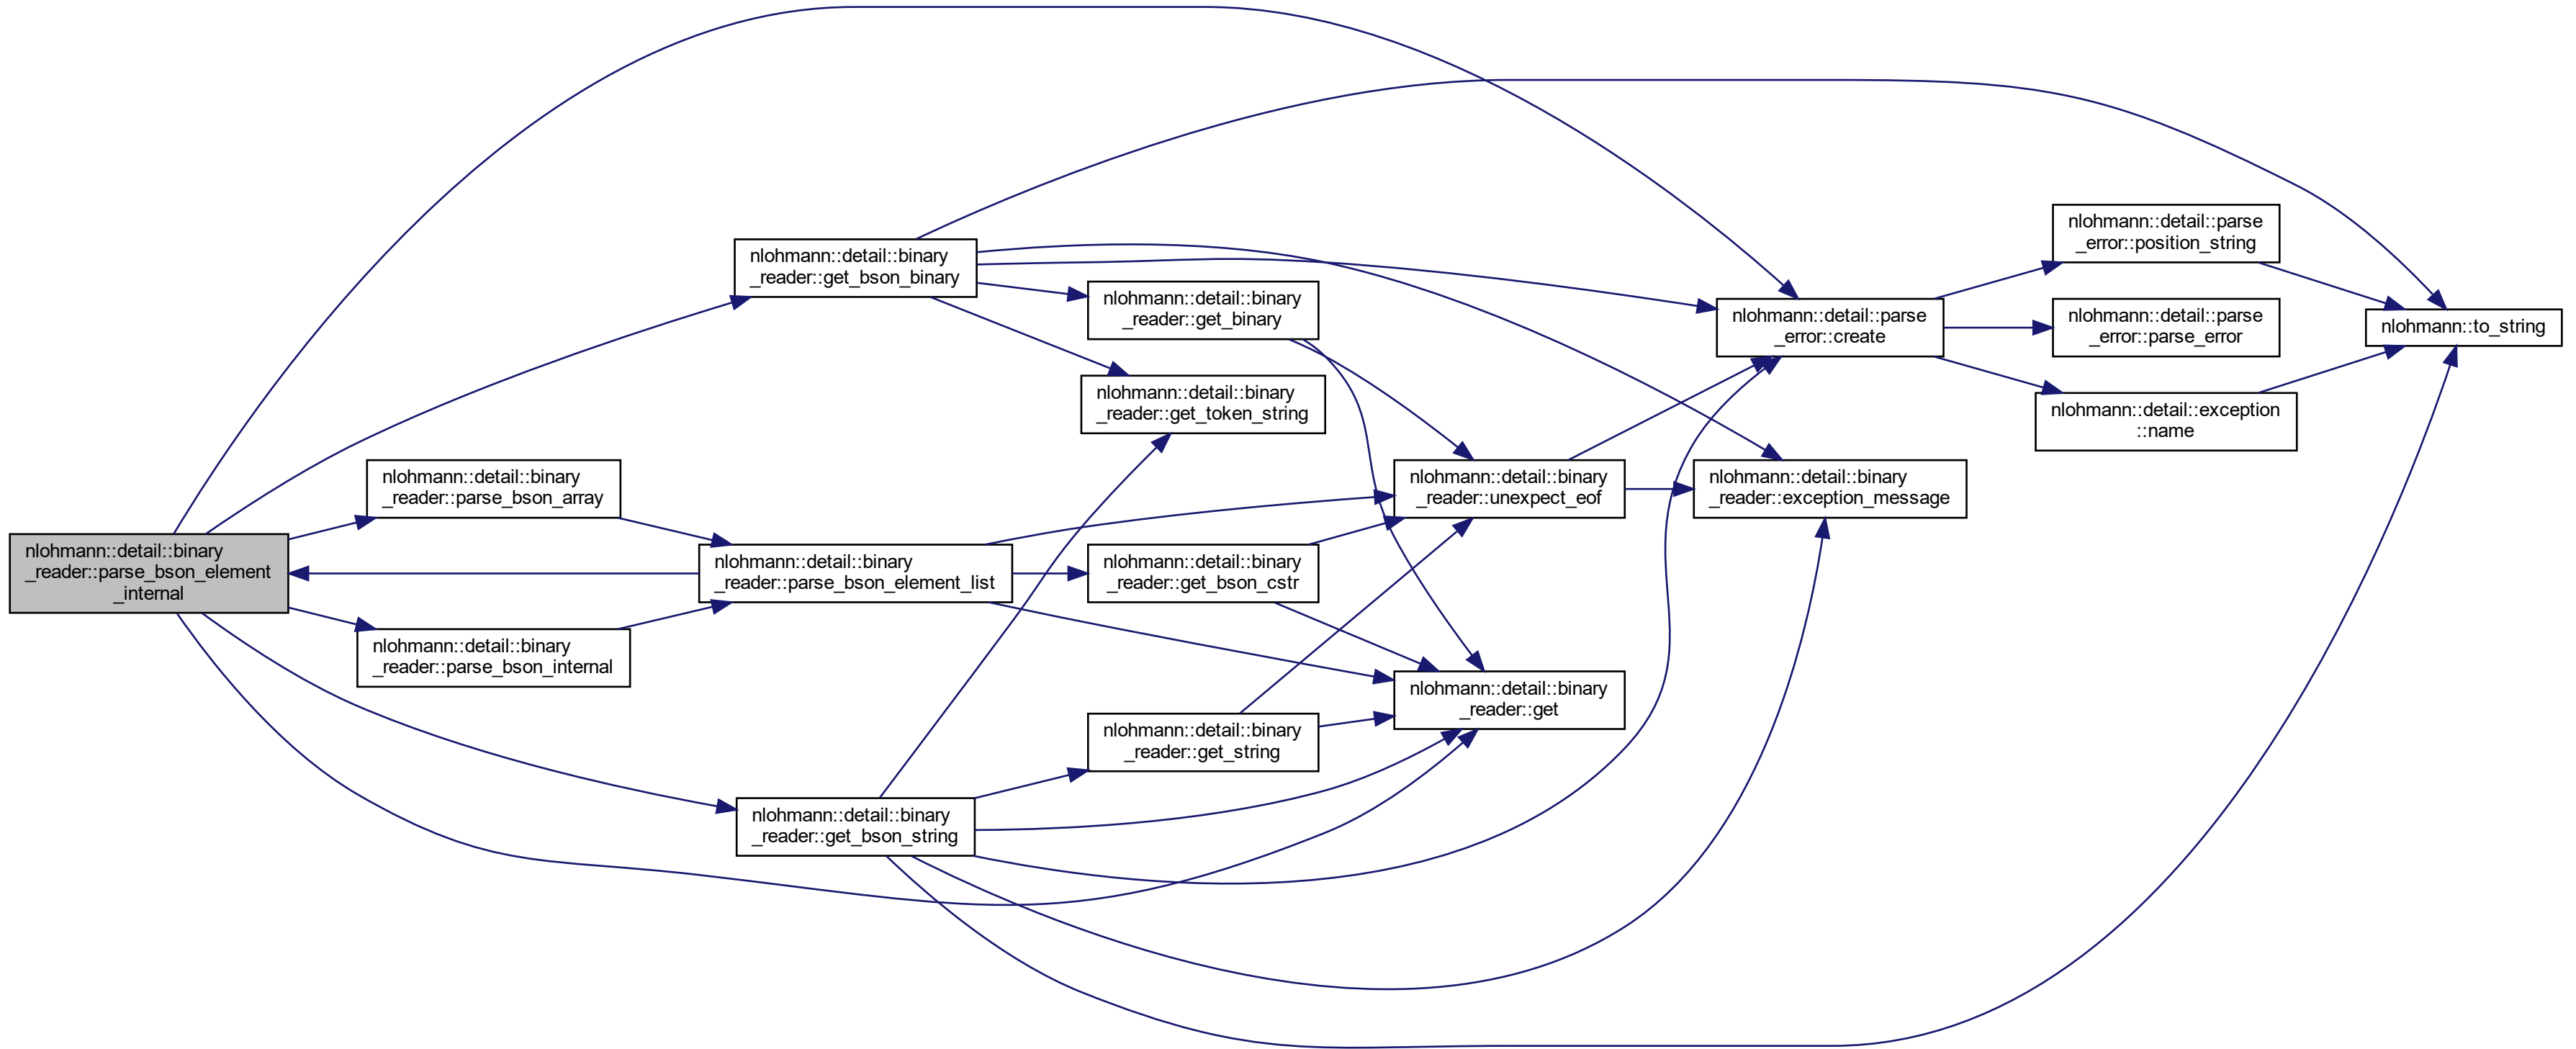 nlohmann::detail::binary
_reader::parse_bson_element
_internal
nlohmann::detail::binary
_reader::parse_bson_array
nlohmann::detail::binary
_reader::parse_bson_internal
nlohmann::detail::binary
_reader::get_bson_binary
nlohmann::detail::binary
_reader::parse_bson_element_list
nlohmann::detail::binary
_reader::get_bson_string
nlohmann::detail::binary
_reader::get_binary
nlohmann::detail::binary
_reader::get_token_string
nlohmann::detail::binary
_reader::get_bson_cstr
nlohmann::detail::binary
_reader::get_string
nlohmann::detail::binary
_reader::unexpect_eof
nlohmann::detail::binary
_reader::get
nlohmann::detail::parse
_error::create
nlohmann::detail::binary
_reader::exception_message
nlohmann::detail::parse
_error::position_string
nlohmann::detail::parse
_error::parse_error
nlohmann::detail::exception
::name
nlohmann::to_string